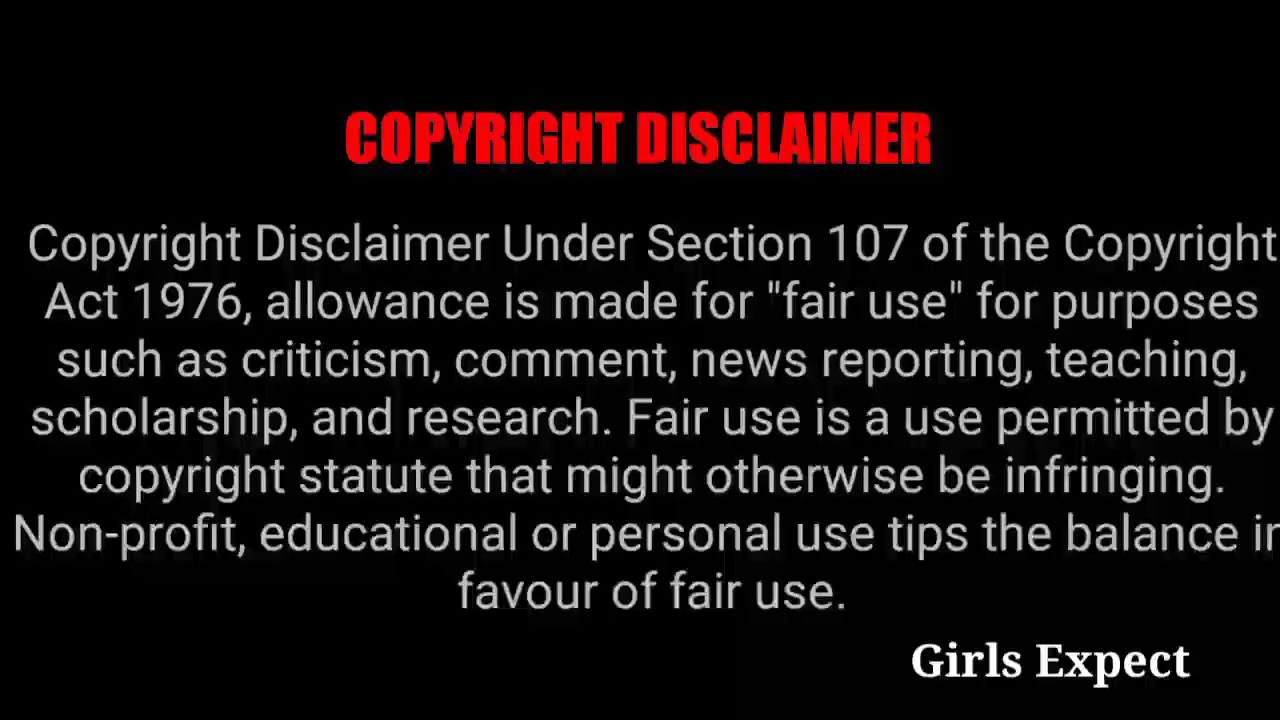 COPYRIGHT DISCLAIMER
Copyright Disclaimer Under Section 107 of the Copyright
Act 1976, allowance is made for "fair use" for purposes
such as criticism, comment, news reporting, teaching,
scholarship, and research. Fair use is a use permitted by
copyright statute that might otherwise be infringing.
Non-profit, educational or personal use tips the balance in
favour of fair use.
Girls Expect